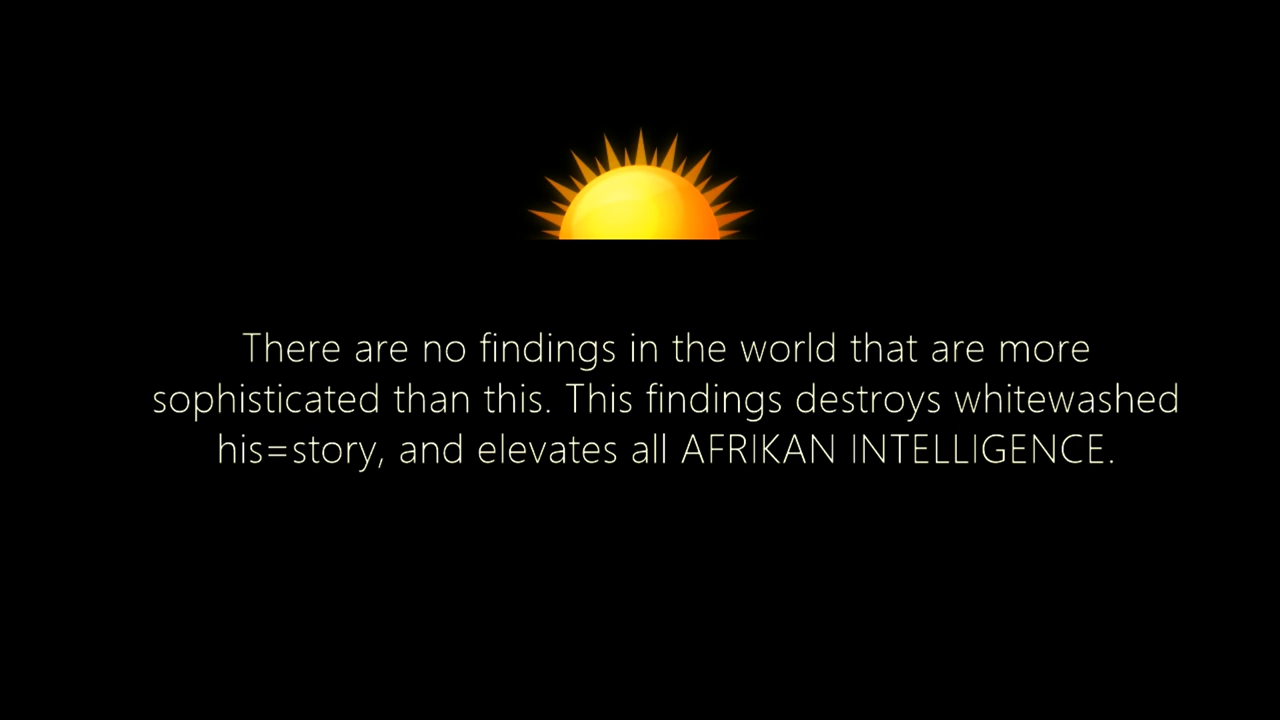 There are no findings in the world that are more
sophisticated than this. This findings destroys whitewashed
his=story, and elevates all AFRIKAN INTELLIGENCE.